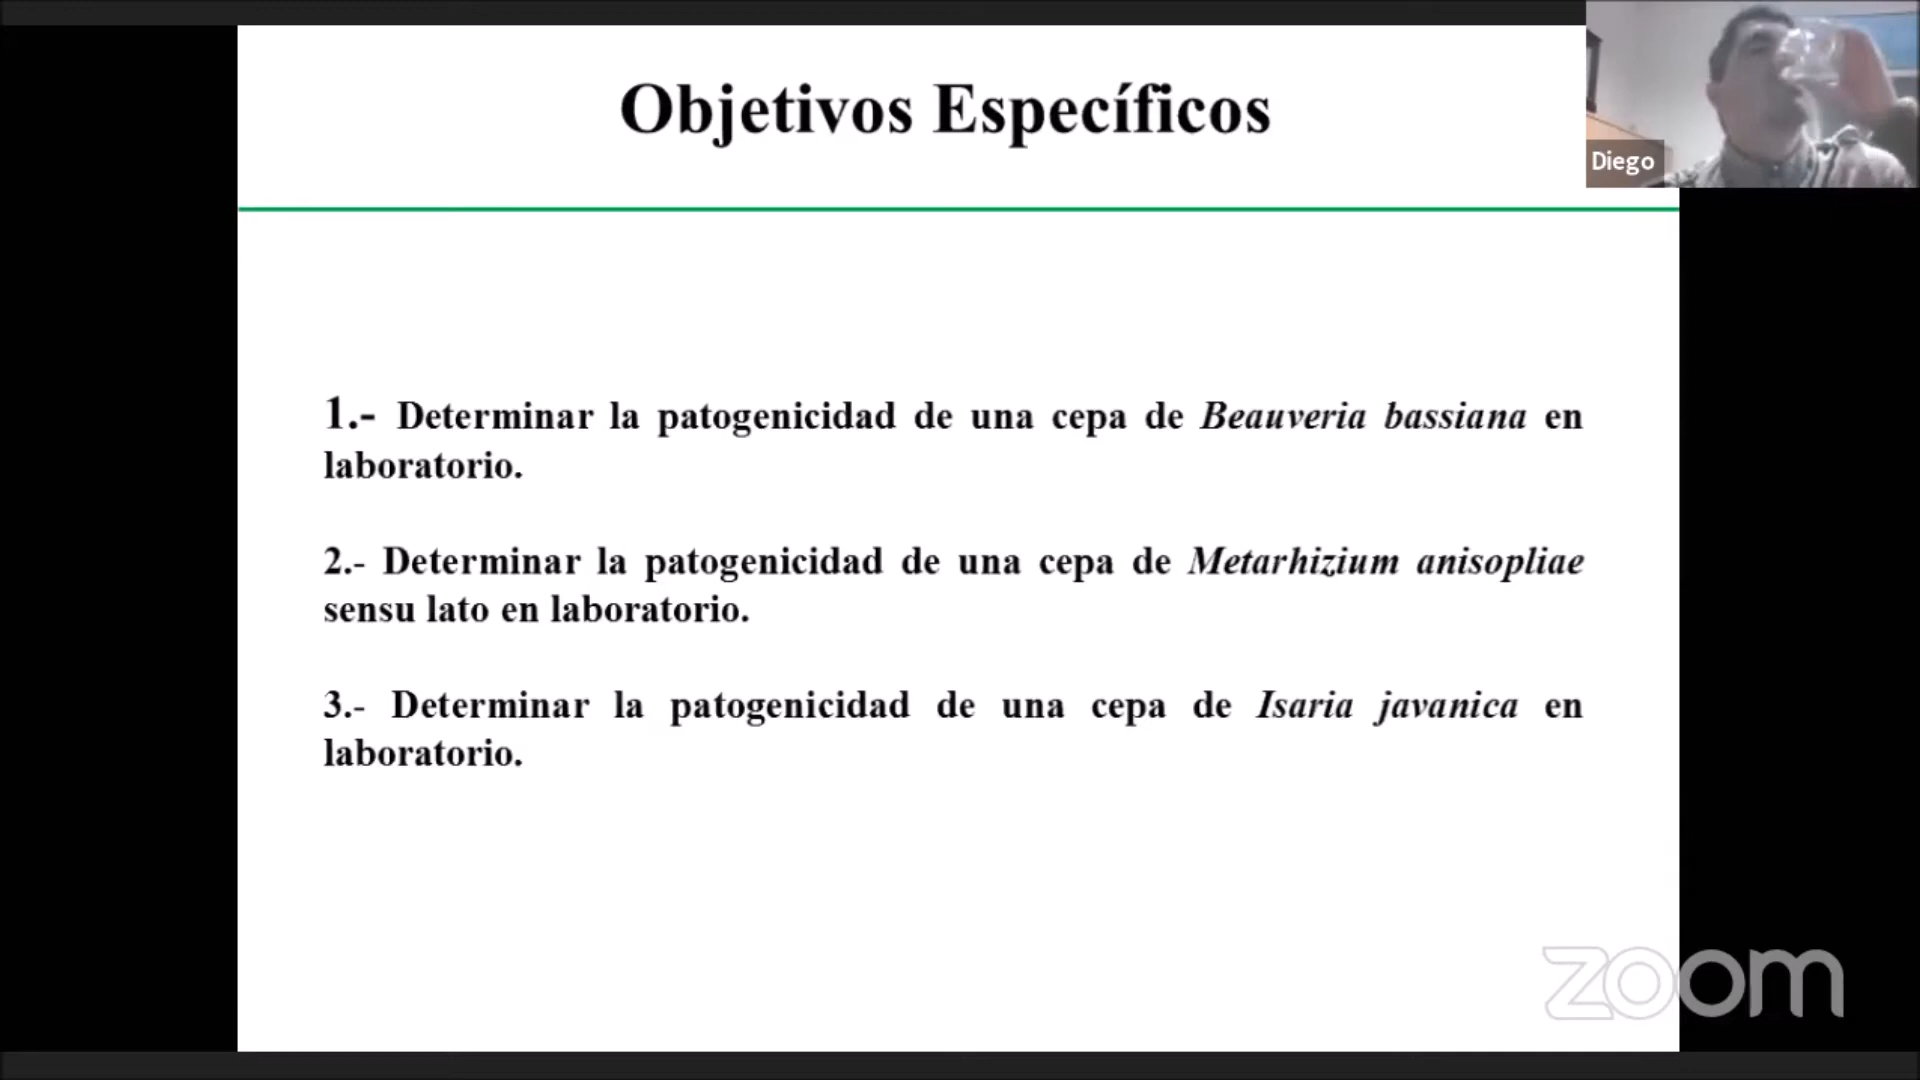 Objetivos Específicos
Diego
1.- Determinar la patogenicidad de una cepa de Beauveria bassiana en
laboratorio.
2.- Determinar la patogenicidad de una cepa de Metarhizium anisopliae
sensu lato en laboratorio.
3.- Determinar la patogenicidad de una cepa de Isaria javanica en
laboratorio.
zoom